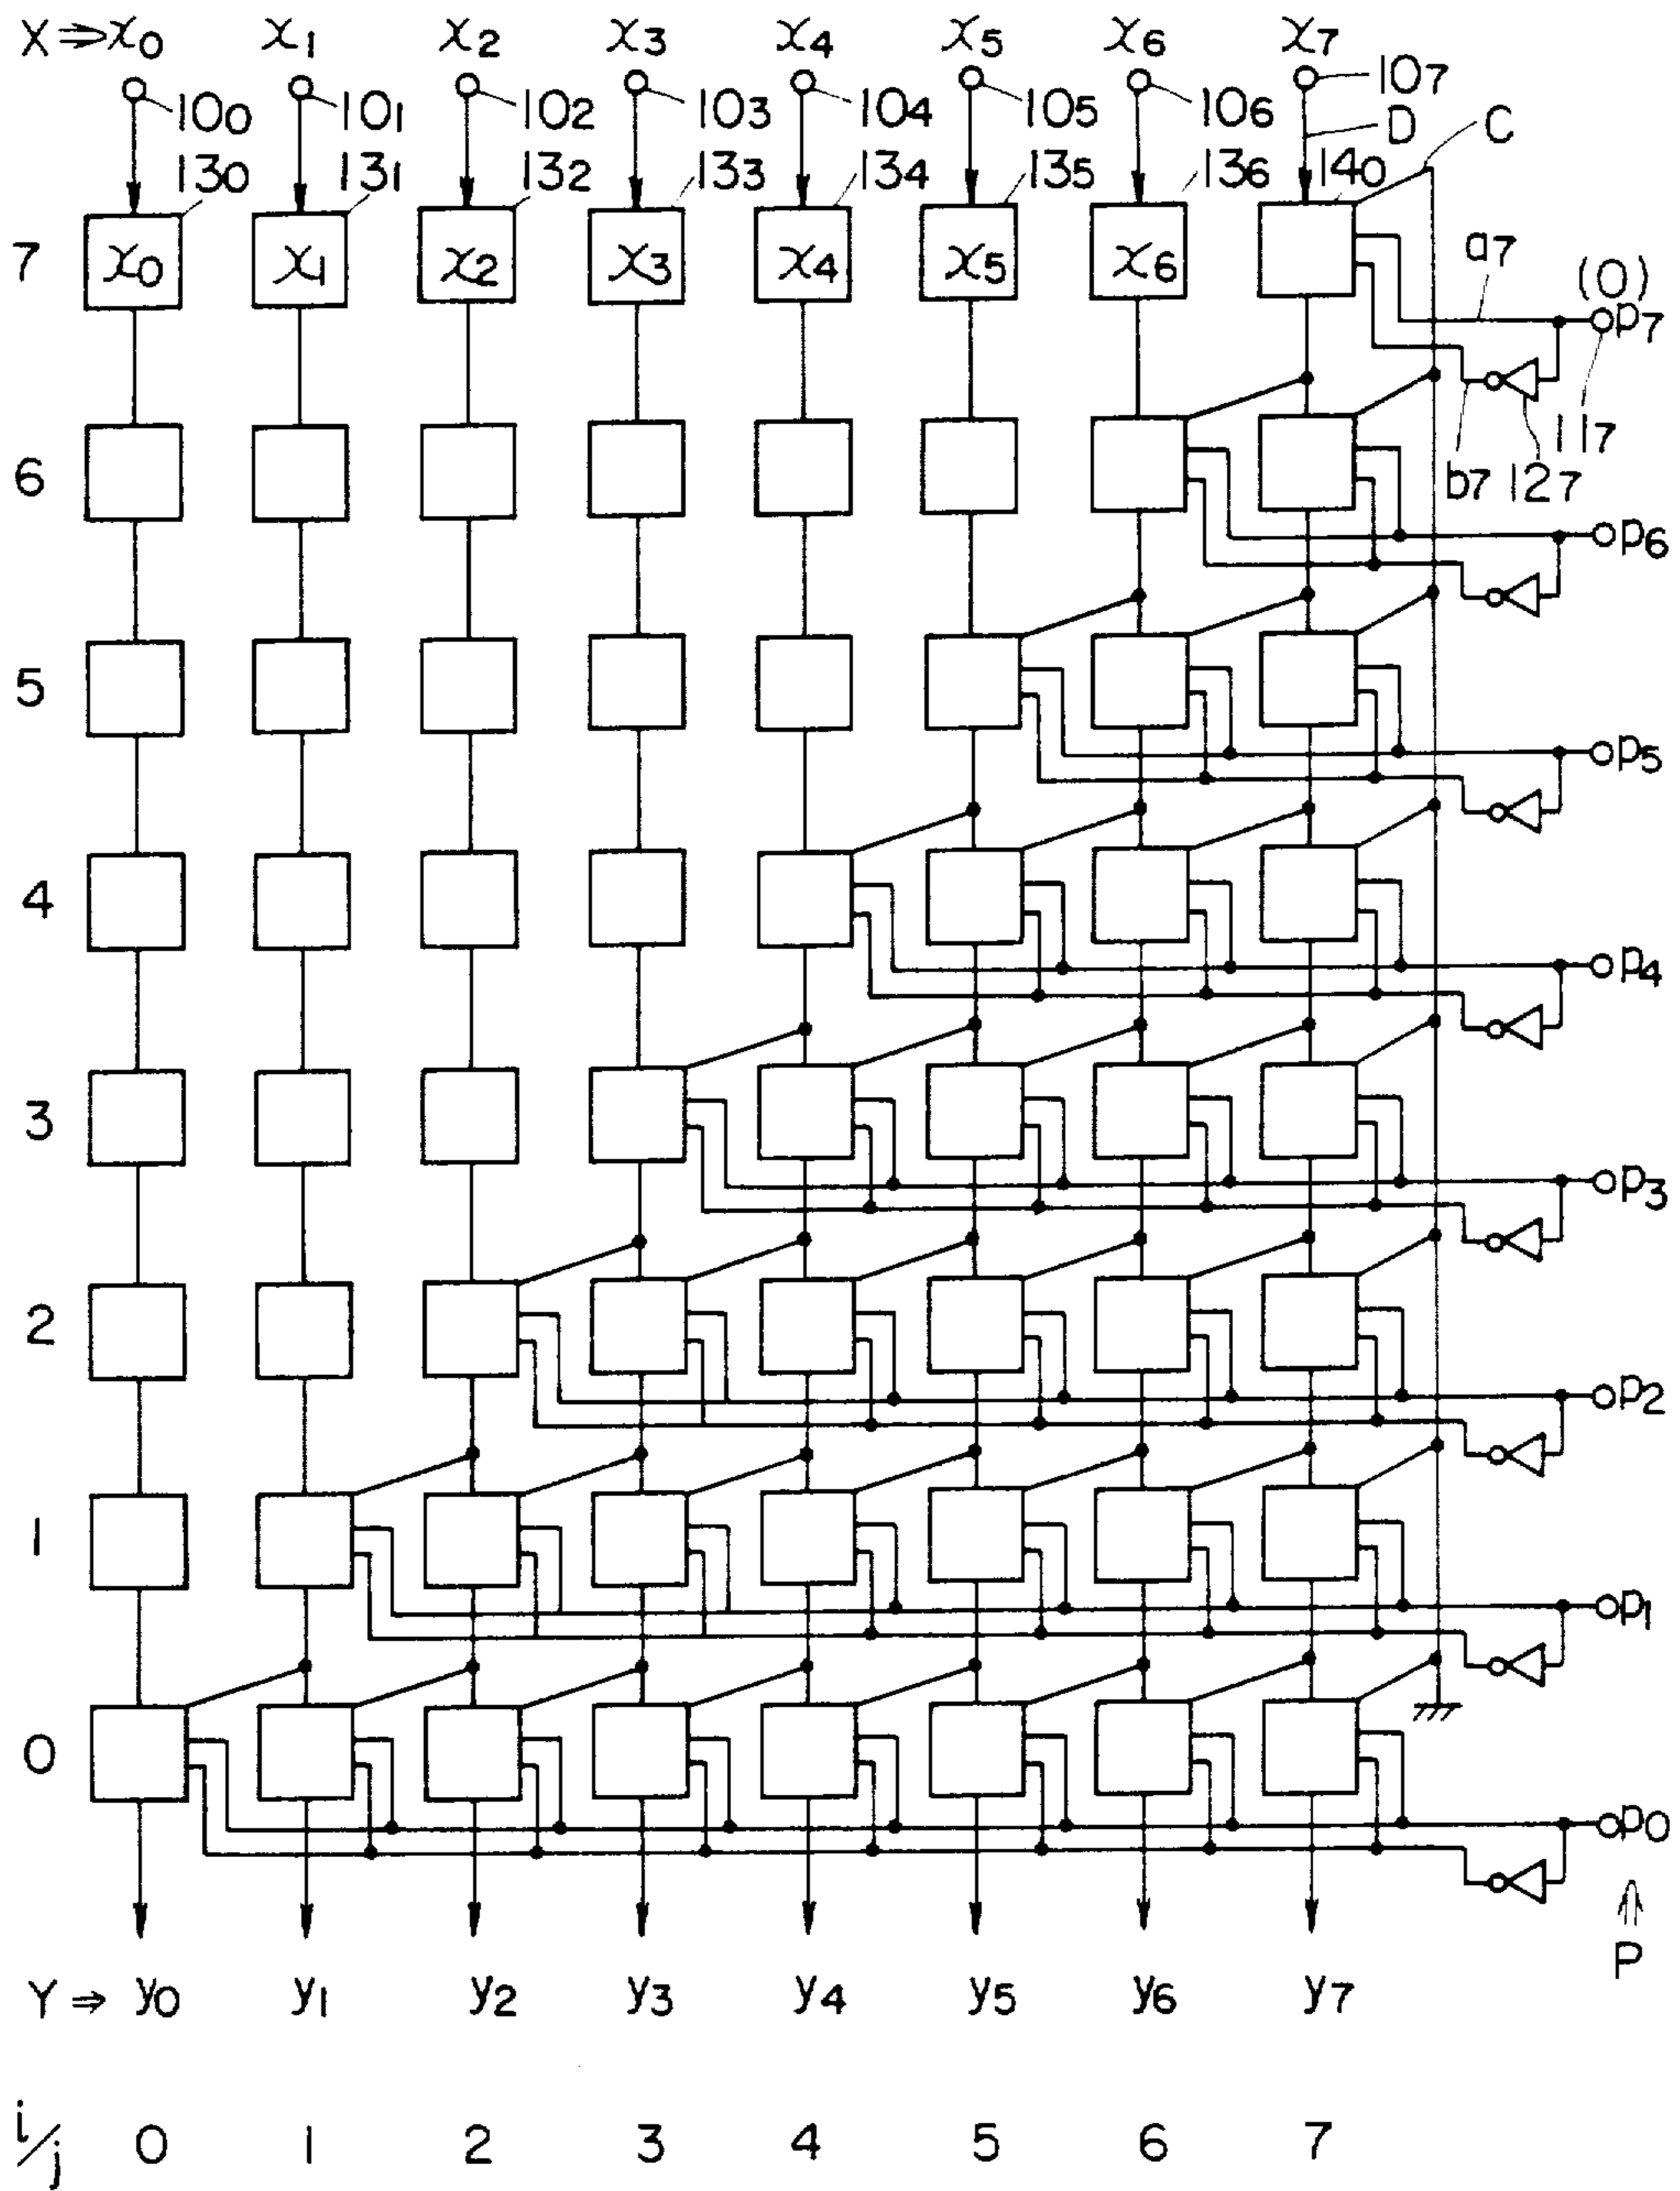 X ⇒ x0 x1 x2 x3 x4 x5 x6 x7
100 101 102 103 104 105 106 107
D C
130 131 132 133 134 135 136 140
7 x0 x1 x2 x3 x4 x5 x6
a7 (0)
P7
117
6 b7 127
P6
5
P5
4
P4
3
P3
2
P2
1
P1
0
P0
P
Y ⇒ y0 y1 y2 y3 y4 y5 y6 y7
i/j 0 1 2 3 4 5 6 7